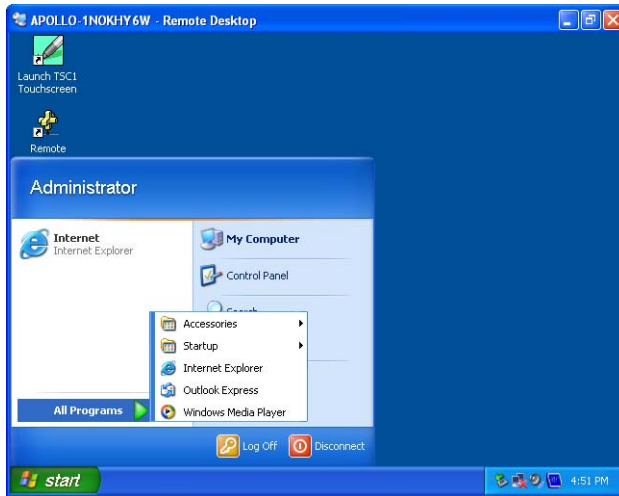 APOLLO-1NOKHY6W - Remote Desktop
Launch TSC1
Touchscreen
Remote
Administrator
Internet
Internet Explorer
My Computer
Control Panel
Search
Accessories
Startup
Internet Explorer
Outlook Express
Windows Media Player
All Programs
Log Off
Disconnect
start
4:51 PM